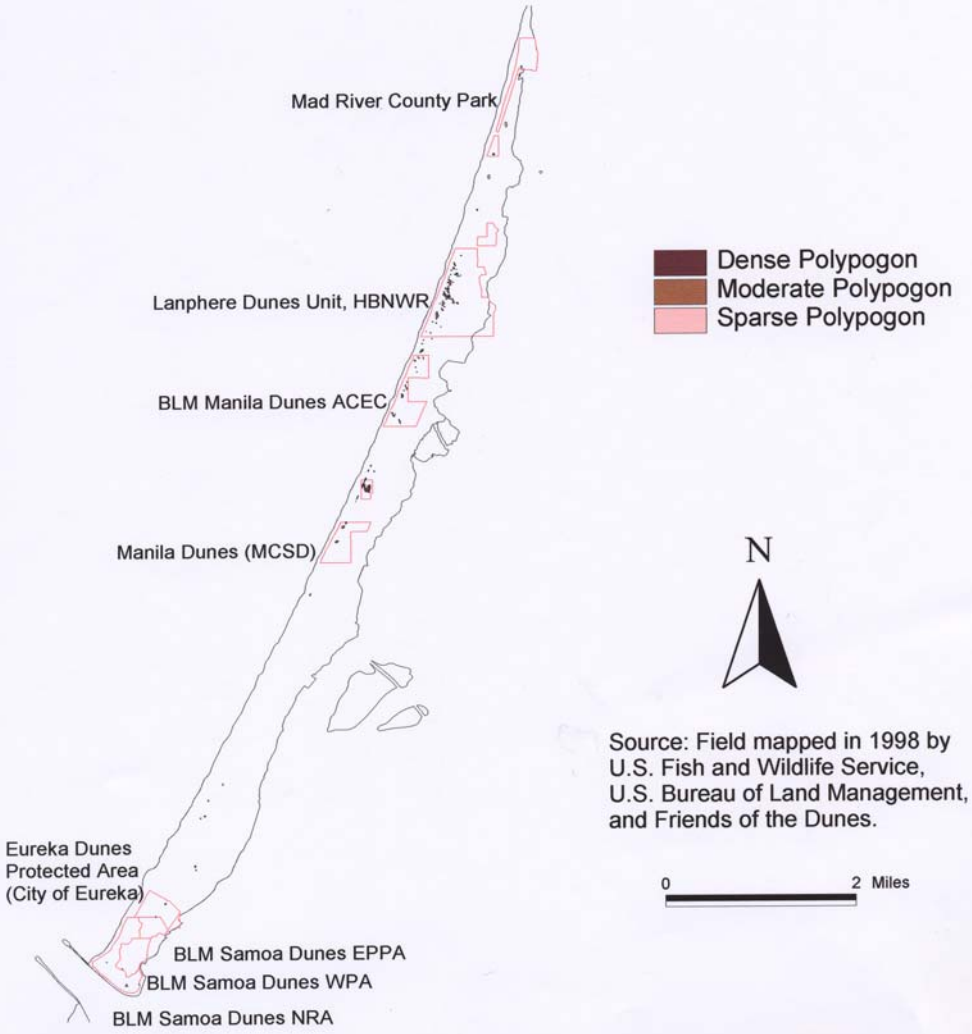 Mad River County Park
Dense Polypogon
Moderate Polypogon
Sparse Polypogon
Lanphere Dunes Unit, HBNWR
BLM Manila Dunes ACEC
Manila Dunes (MCSD)
N
Source: Field mapped in 1998 by
U.S. Fish and Wildlife Service,
U.S. Bureau of Land Management,
and Friends of the Dunes.
0 2 Miles
Eureka Dunes
Protected Area
(City of Eureka)
BLM Samoa Dunes EPPA
BLM Samoa Dunes WPA
BLM Samoa Dunes NRA